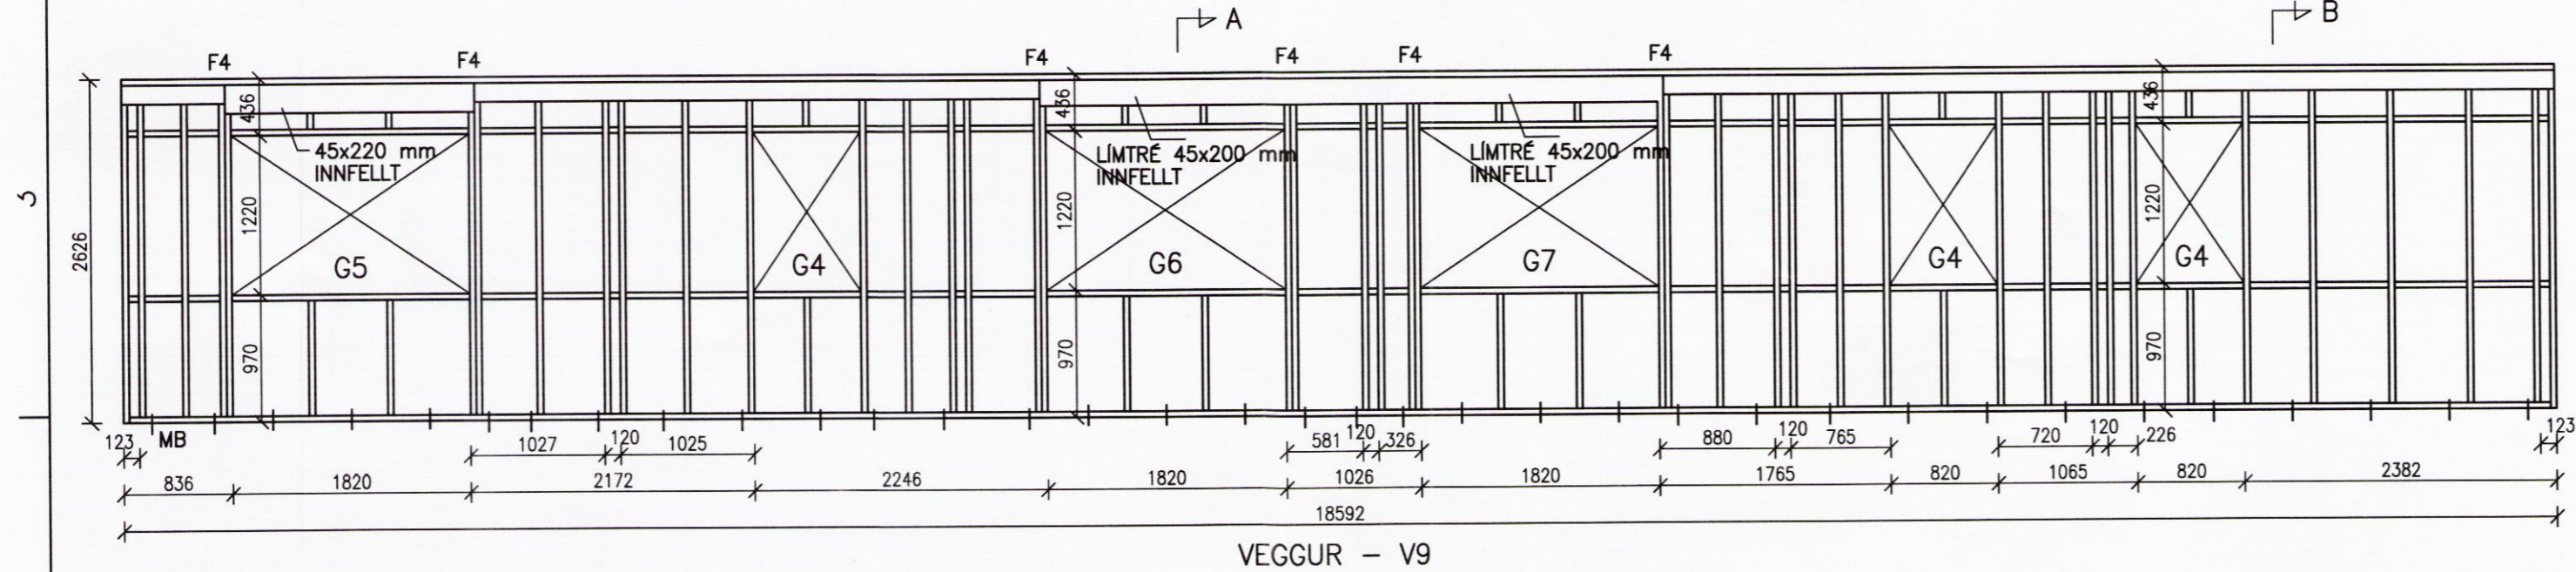 A
B
F4
F4
F4
F4
F4
F4
436
436
436
45x220 mm
INNFELLT
LÍMTRÉ 45x200 mm
INNFELLT
LÍMTRÉ 45x200 mm
INNFELLT
2626
1220
1220
1220
G5
G4
G6
G7
G4
G4
970
970
970
123
MB
1027
120
1025
581
120
326
880
120
765
720
120
226
123
836
1820
2172
2246
1820
1026
1820
1765
820
1065
820
2382
18592
VEGGUR - V9